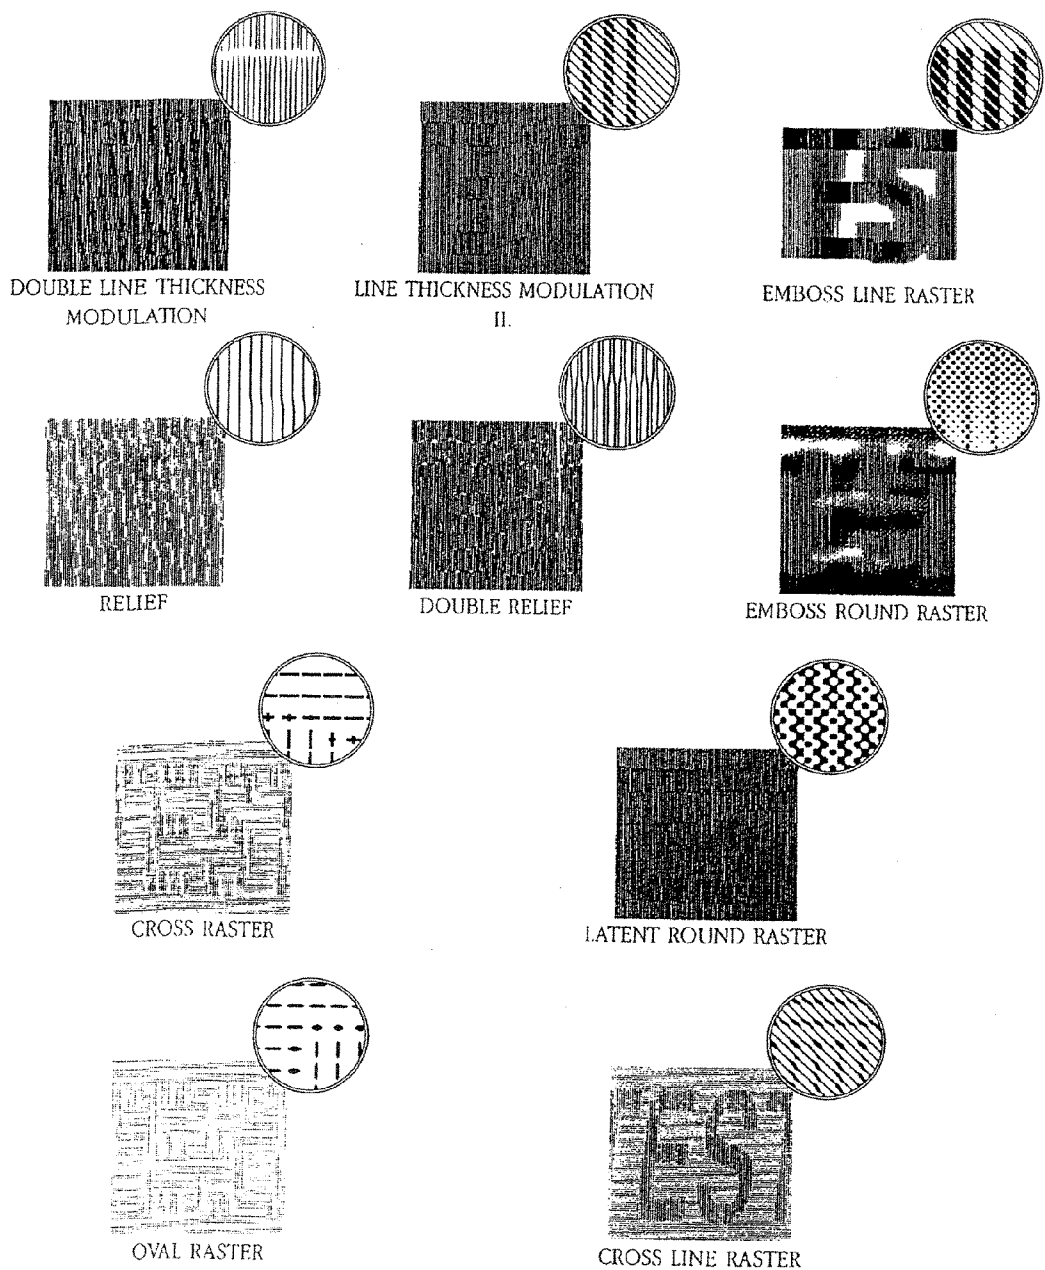 DOUBLE LINE THICKNESS
MODULATION
LINE THICKNESS MODULATION
II.
EMBOSS LINE RASTER
RELIEF
DOUBLE RELIEF
EMBOSS ROUND RASTER
CROSS RASTER
LATENT ROUND RASTER
OVAL RASTER
CROSS LINE RASTER